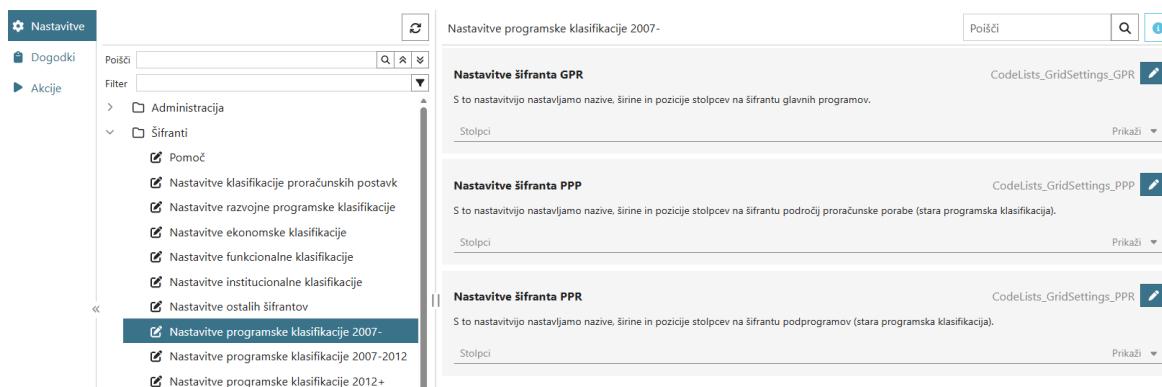 Nastavitve
Dogodki
Akcije
Poišči
Filter
Administracija
Šifranti
Pomoč
Nastavitve klasifikacije proračunskih postavk
Nastavitve razvojne programske klasifikacije
Nastavitve ekonomske klasifikacije
Nastavitve funkcionalne klasifikacije
Nastavitve institucionalne klasifikacije
Nastavitve ostalih šifrantov
Nastavitve programske klasifikacije 2007-
Nastavitve programske klasifikacije 2007-2012
Nastavitve programske klasifikacije 2012+
Nastavitve programske klasifikacije 2007-
Poišči
Nastavitve šifranta GPR
CodeLists_GridSettings_GPR
S to nastavitvijo nastavljamo nazive, širine in pozicije stolpcev na šifrantu glavnih programov.
Stolpci
Prikaži
Nastavitve šifranta PPP
CodeLists_GridSettings_PPP
S to nastavitvijo nastavljamo nazive, širine in pozicije stolpcev na šifrantu področij proračunske porabe (stara programska klasifikacija).
Stolpci
Prikaži
Nastavitve šifranta PPR
CodeLists_GridSettings_PPR
S to nastavitvijo nastavljamo nazive, širine in pozicije stolpcev na šifrantu podprogramov (stara programska klasifikacija).
Stolpci
Prikaži